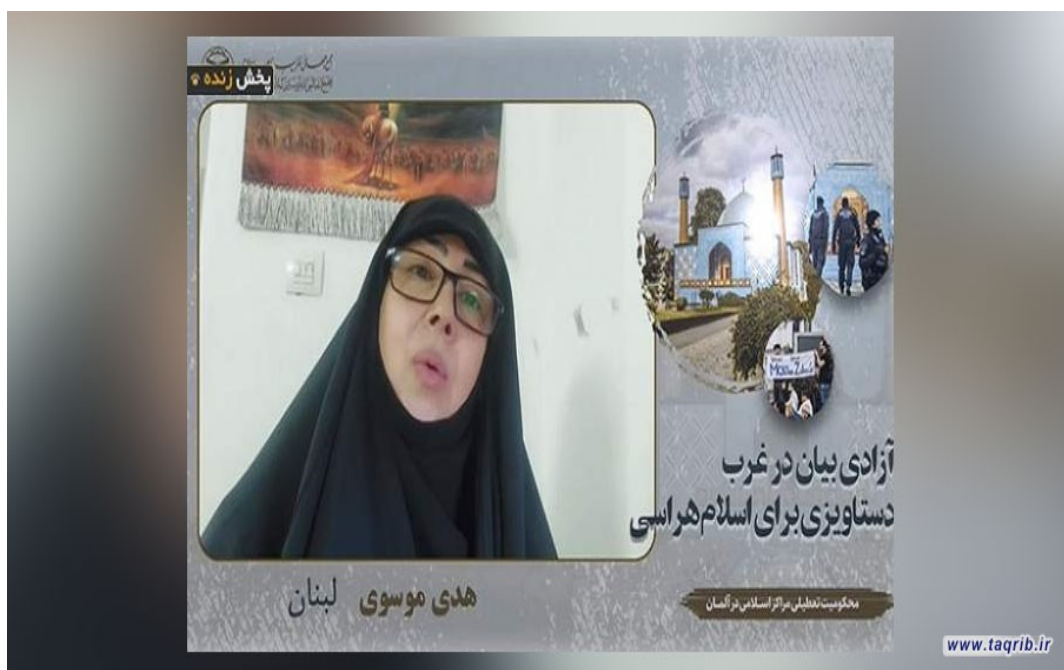 پخش زنده
آزادی بیان در غرب
دستاویزی برای اسلام‌هراسی
محکومیت تعطیلی مراکز اسلامی در آلمان
هدی موسوی لبنان
www.taqrib.ir